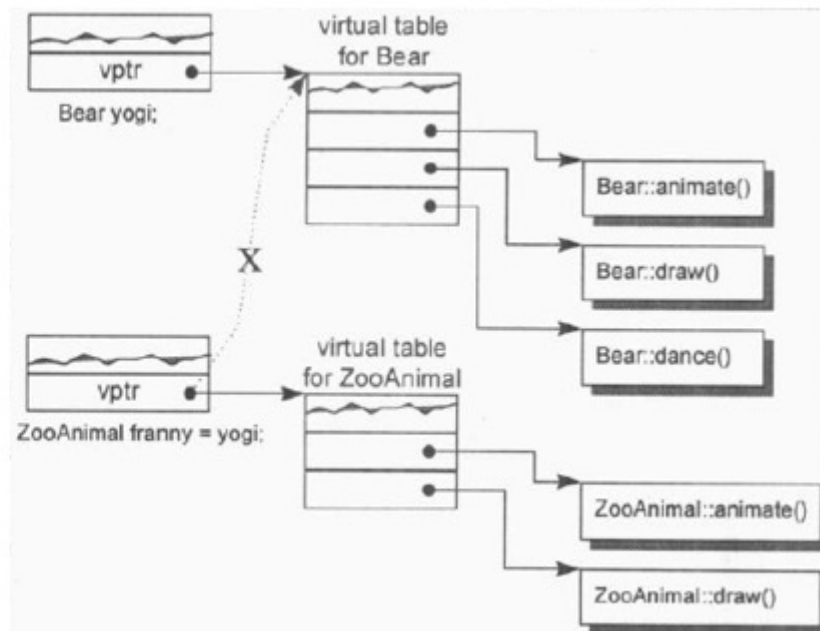 virtual table
for Bear
vptr
Bear yogi;
Bear::animate()
Bear::draw()
Bear::dance()
X
virtual table
for ZooAnimal
vptr
ZooAnimal franny = yogi;
ZooAnimal::animate()
ZooAnimal::draw()